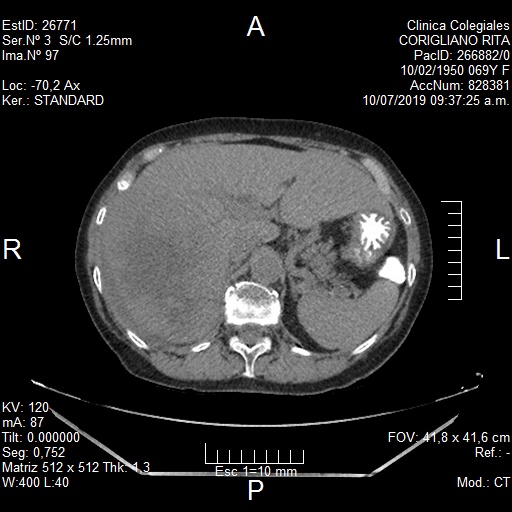 EstID: 26771
Ser.Nº 3 S/C 1.25mm
Ima.Nº 97
Loc: -70,2 Ax
Ker.: STANDARD
A
Clinica Colegiales
CORIGLIANO RITA
PacID: 266882/0
10/02/1950 069Y F
AccNum: 828381
10/07/2019 09:37:25 a.m.
R
L
KV: 120
mA: 87
Tilt: 0.000000
Seg: 0,752
Matriz 512 x 512 Thk: 1.3
W:400 L:40
Esc 1=10 mm
P
FOV: 41,8 x 41,6 cm
Ref.: -
Mod.: CT